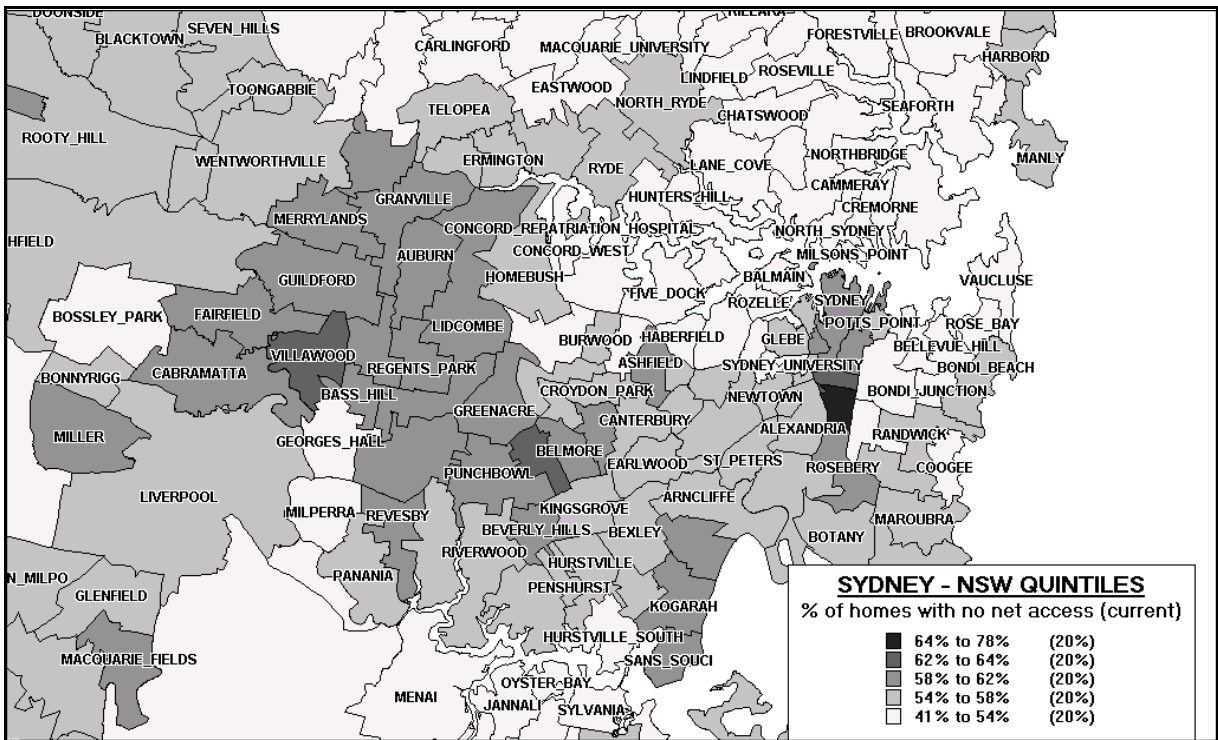 DOONSIDE
SEVEN_HILLS
BLACKTOWN
KILLARA
FORESTVILLE
BROOKVALE
CARLINGFORD
MACQUARIE_UNIVERSITY
HARBORD
LINDFIELD
ROSEVILLE
TOONGABBIE
EASTWOOD
TELOPEA
NORTH_RYDE
SEAFORTH
CHATSWOOD
ROOTY_HILL
WENTWORTHVILLE
ERMINGTON
RYDE
LANE_COVE
NORTHBRIDGE
MANLY
CAMMERAY
GRANVILLE
HUNTERS_HILL
CREMORNE
MERRYLANDS
CONCORD_REPATRIATION_HOSPITAL
NORTH_SYDNEY
HFIELD
AUBURN
CONCORD_WEST
MILSONS_POINT
GUILDFORD
HOMEBUSH
BALMAIN
VAUCLUSE
FIVE_DOCK
ROZELLE
SYDNEY
BOSSLEY_PARK
FAIRFIELD
LIDCOMBE
POTTS_POINT
ROSE_BAY
BURWOOD
HABERFIELD
GLEBE
BELLEVUE_HILL
VILLAWOOD
REGENTS_PARK
ASHFIELD
SYDNEY_UNIVERSITY
BONDI_BEACH
BONNYRIGG
CABRAMATTA
BASS_HILL
CROYDON_PARK
NEWTOWN
BONDI_JUNCTION
GREENACRE
CANTERBURY
ALEXANDRIA
RANDWICK
MILLER
GEORGES_HALL
BELMORE
EARLWOOD
ST_PETERS
ROSEBERY
COOGEE
PUNCHBOWL
LIVERPOOL
ARNCLIFFE
MILPERRA
REVESBY
KINGSGROVE
MAROUBRA
BEVERLY_HILLS
BEXLEY
BOTANY
RIVERWOOD
HURSTVILLE
N_MILPO
PANANIA
PENSHURST
GLENFIELD
KOGARAH
HURSTVILLE_SOUTH
MACQUARIE_FIELDS
SANS_SOUCI
OYSTER_BAY
MENAI
JANNALI
SYLVANIA
SYDNEY - NSW QUINTILES
% of homes with no net access (current)
64% to 78% (20%)
62% to 64% (20%)
58% to 62% (20%)
54% to 58% (20%)
41% to 54% (20%)